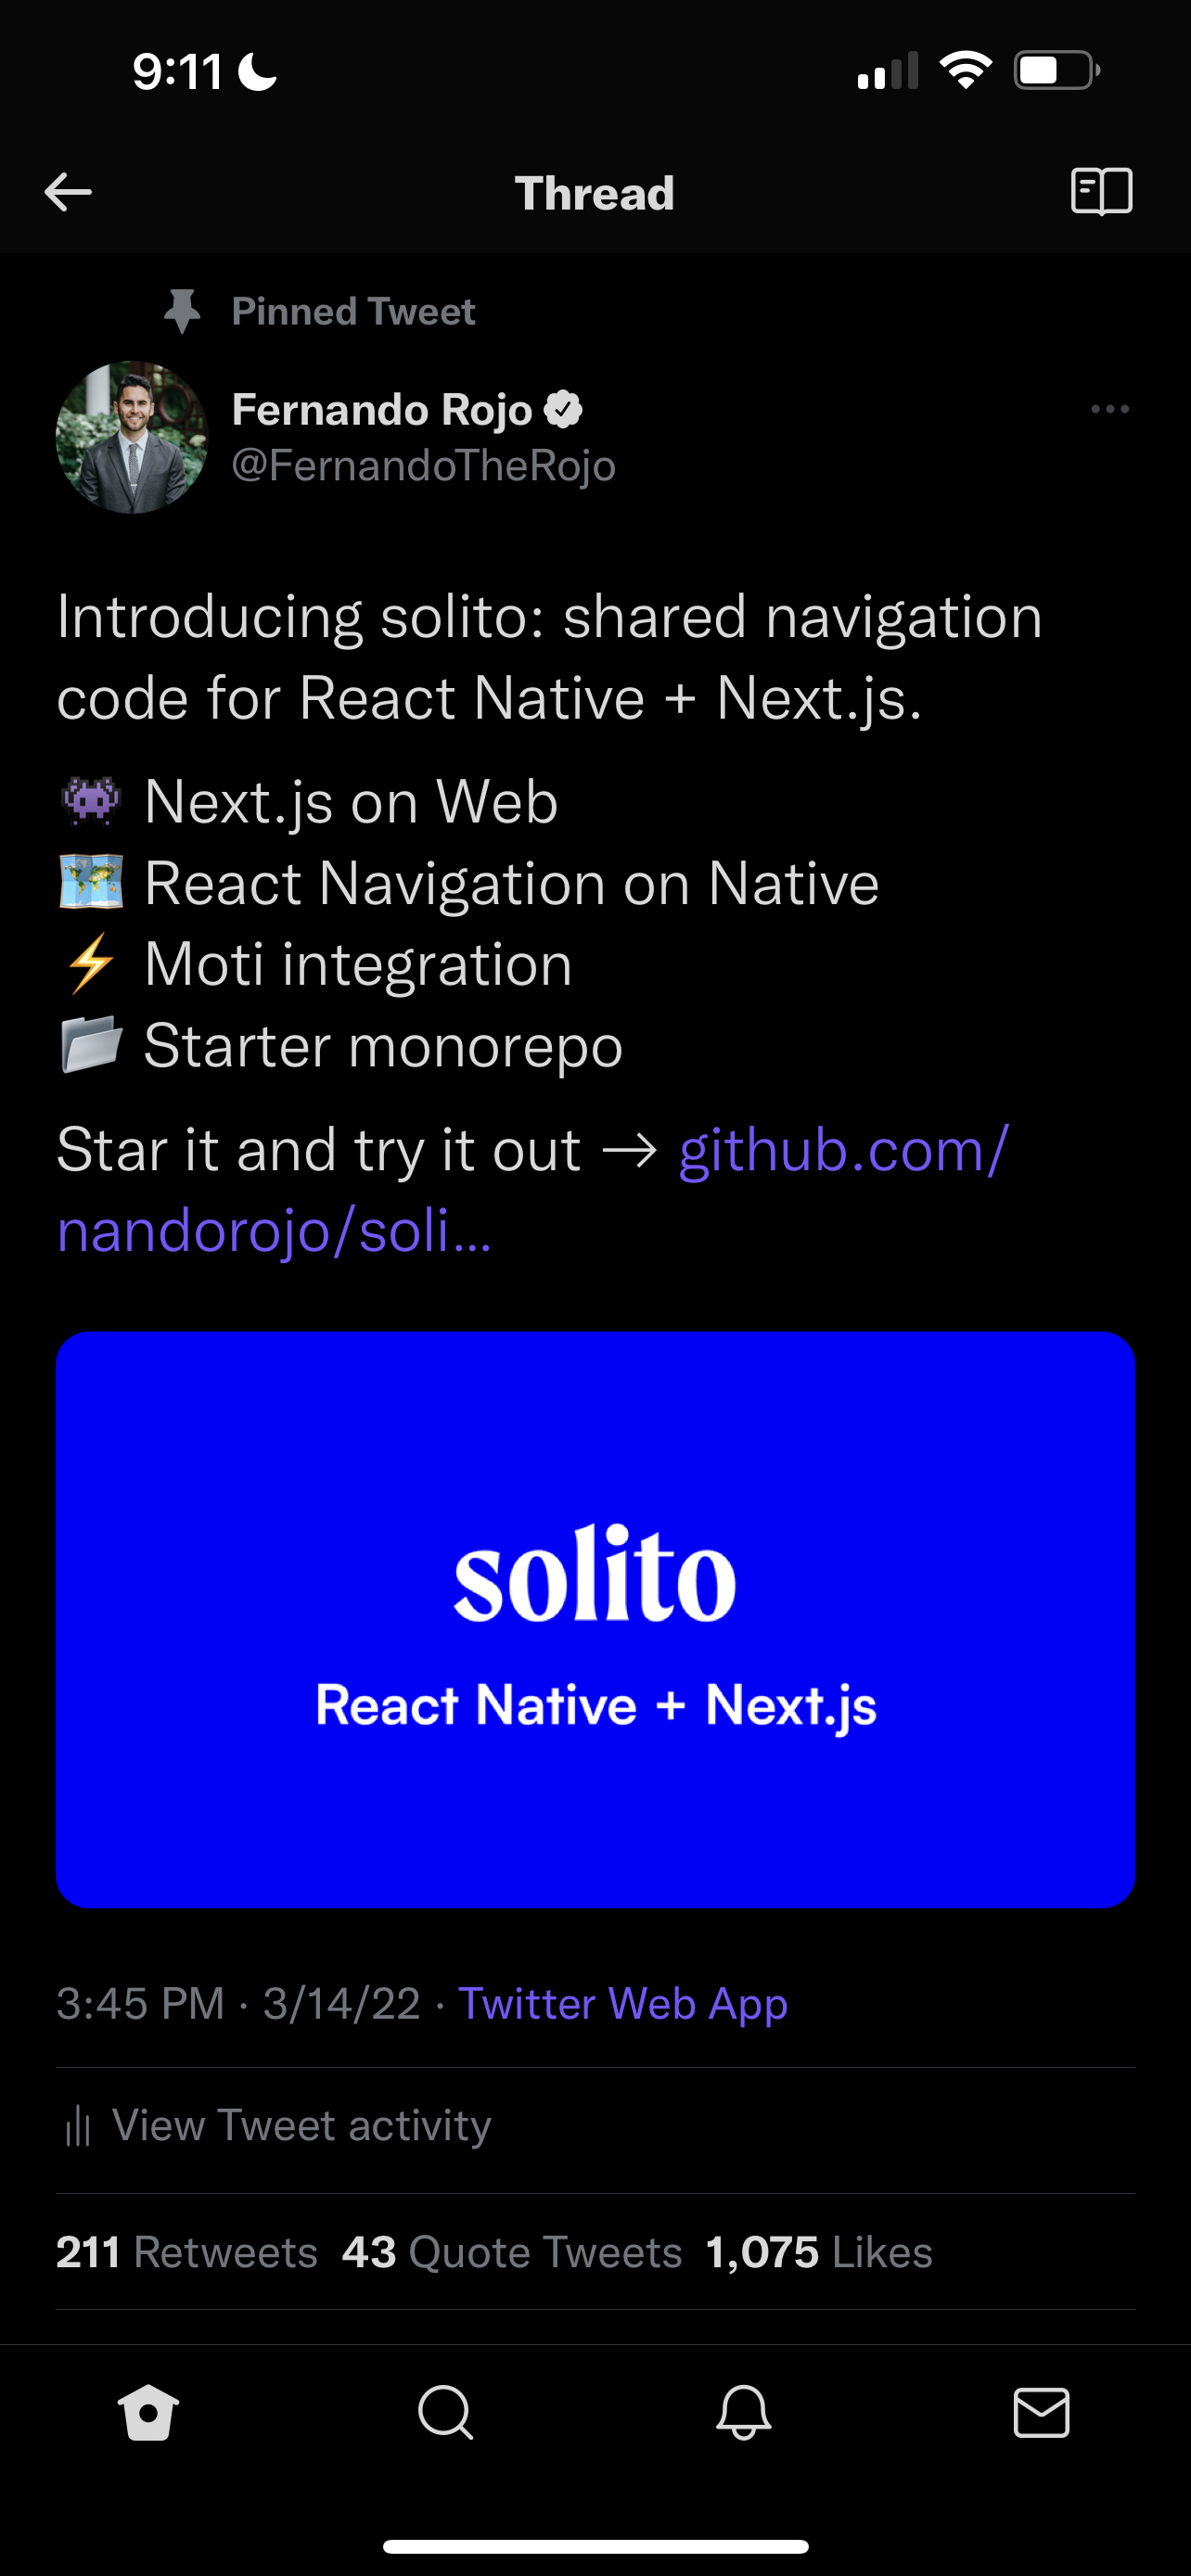 9:11
Thread
Pinned Tweet
Fernando Rojo
@FernandoTheRojo
Introducing solito: shared navigation
code for React Native + Next.js.
👾 Next.js on Web
🗺 React Navigation on Native
⚡️ Moti integration
📁 Starter monorepo
Star it and try it out → github.com/
nandorojo/soli...
solito
React Native + Next.js
3:45 PM · 3/14/22 · Twitter Web App
View Tweet activity
211 Retweets 43 Quote Tweets 1,075 Likes